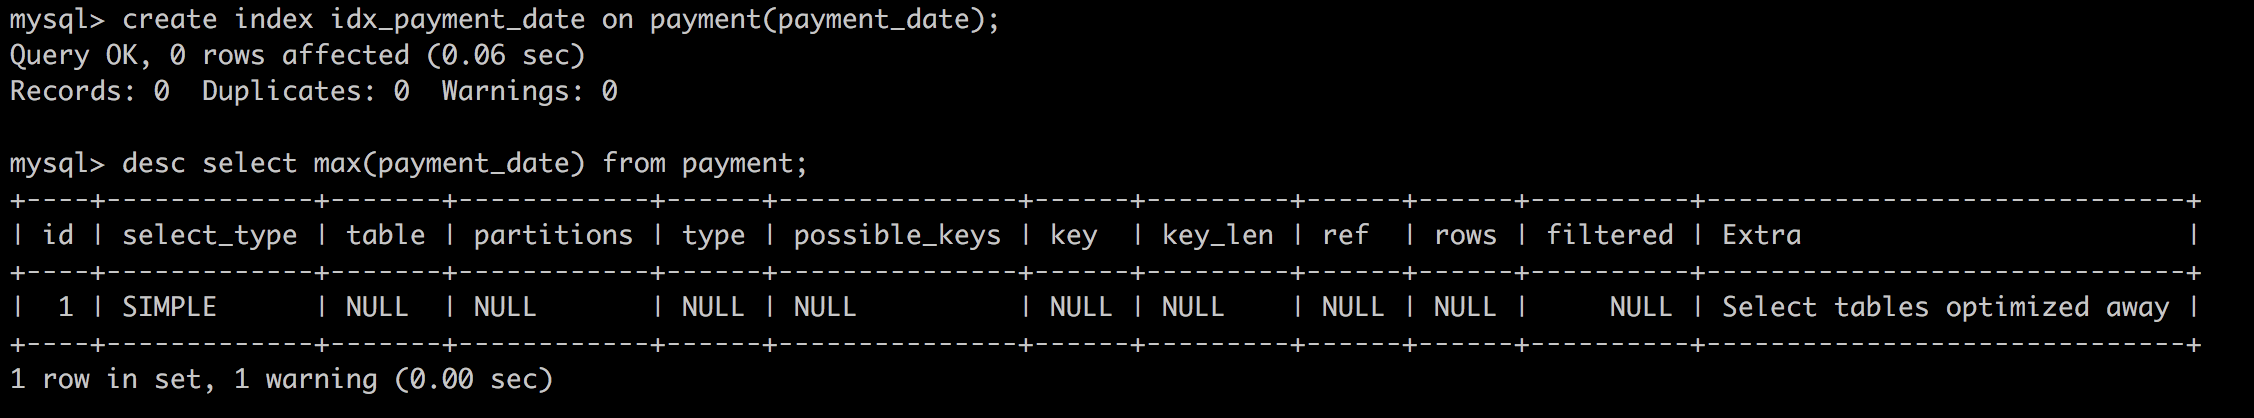 mysql> create index idx_payment_date on payment(payment_date);
Query OK, 0 rows affected (0.06 sec)
Records: 0  Duplicates: 0  Warnings: 0

mysql> desc select max(payment_date) from payment;
+----+-------------+-------+------------+------+---------------+------+---------+------+------+----------+------------------------------+
| id | select_type | table | partitions | type | possible_keys | key  | key_len | ref  | rows | filtered | Extra                        |
+----+-------------+-------+------------+------+---------------+------+---------+------+------+----------+------------------------------+
|  1 | SIMPLE      | NULL  | NULL       | NULL | NULL          | NULL | NULL    | NULL | NULL |     NULL | Select tables optimized away |
+----+-------------+-------+------------+------+---------------+------+---------+------+------+----------+------------------------------+
1 row in set, 1 warning (0.00 sec)